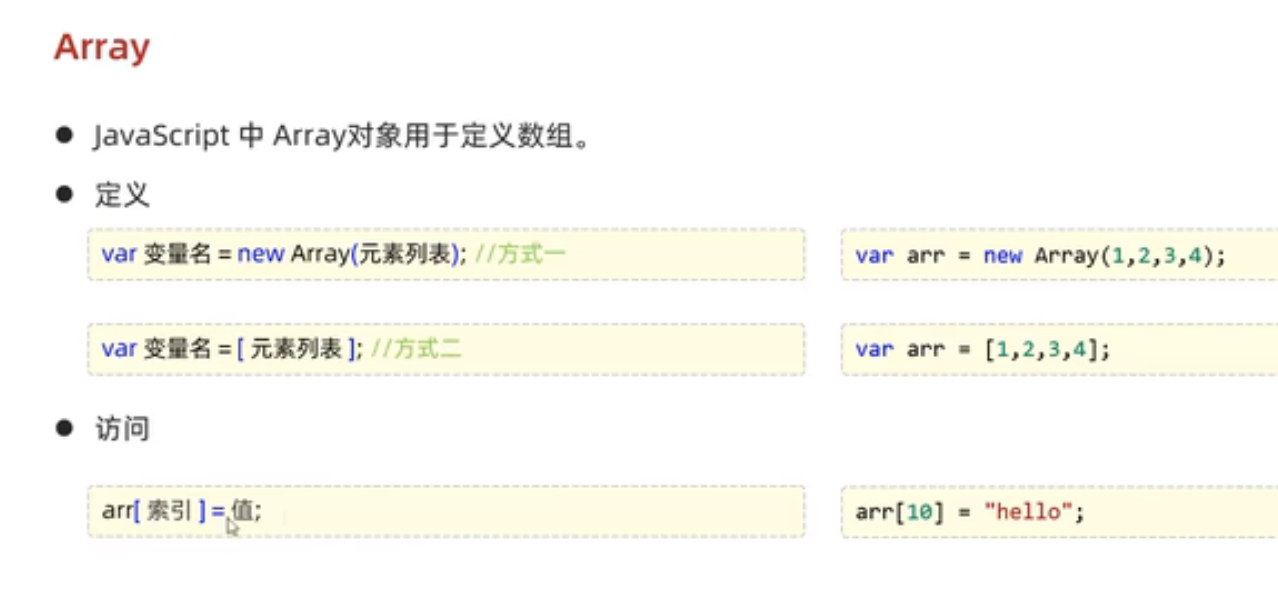 Array
● JavaScript 中 Array对象用于定义数组。
● 定义
var 变量名 = new Array(元素列表); //方式一
var arr = new Array(1,2,3,4);
var 变量名 = [ 元素列表 ]; //方式二
var arr = [1,2,3,4];
● 访问
arr[ 索引 ] = 值;
arr[10] = "hello";